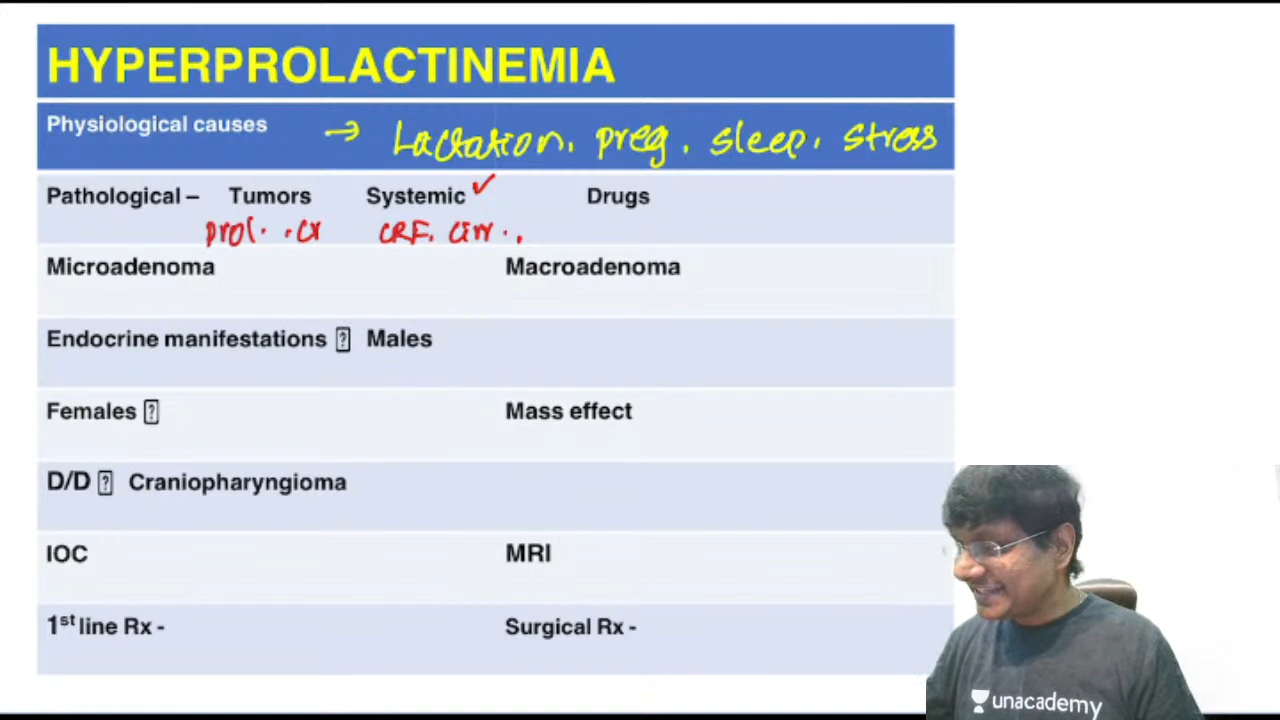 HYPERPROLACTINEMIA
Physiological causes → Lactation, preg, sleep, stress
Pathological – Tumors Systemic ✓ Drugs
prol. CRF, Cirr
Microadenoma Macroadenoma
Endocrine manifestations ⍰ Males
Females ⍰ Mass effect
D/D ⍰ Craniopharyngioma
IOC MRI
1st line Rx - Surgical Rx -
unacademy